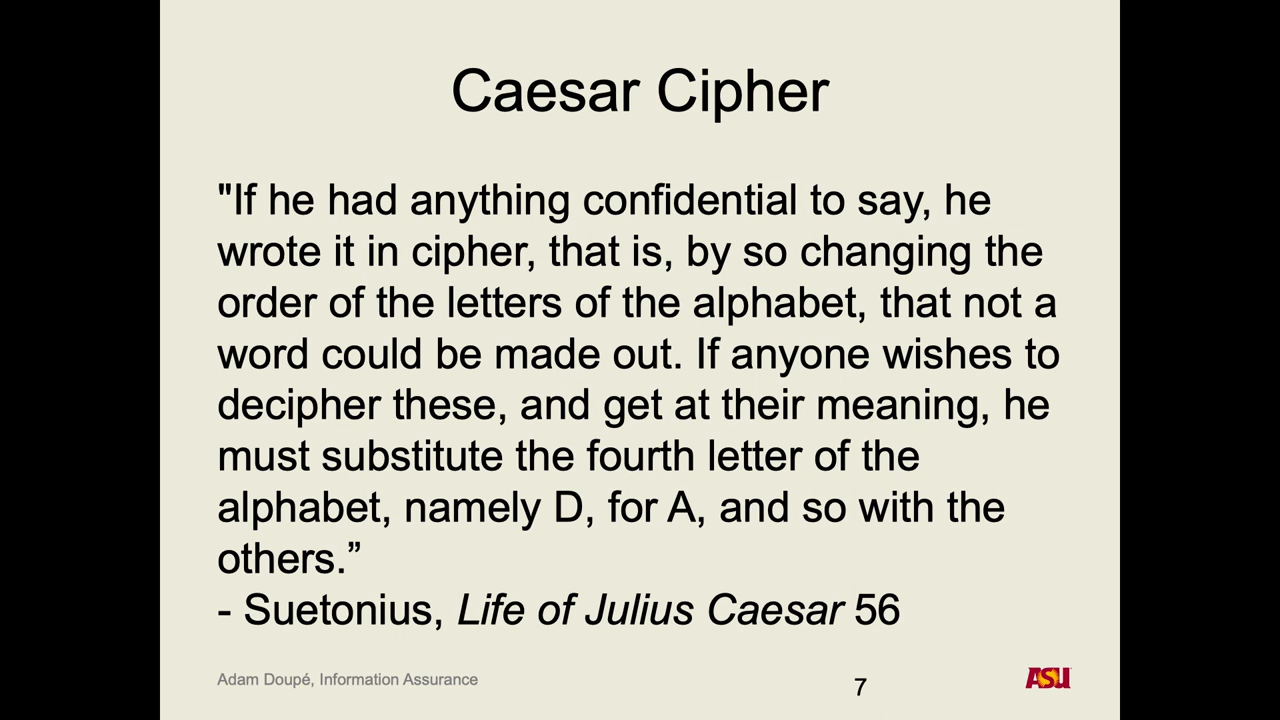 Caesar Cipher
"If he had anything confidential to say, he
wrote it in cipher, that is, by so changing the
order of the letters of the alphabet, that not a
word could be made out. If anyone wishes to
decipher these, and get at their meaning, he
must substitute the fourth letter of the
alphabet, namely D, for A, and so with the
others.”
- Suetonius, Life of Julius Caesar 56
Adam Doupé, Information Assurance
7
ASU